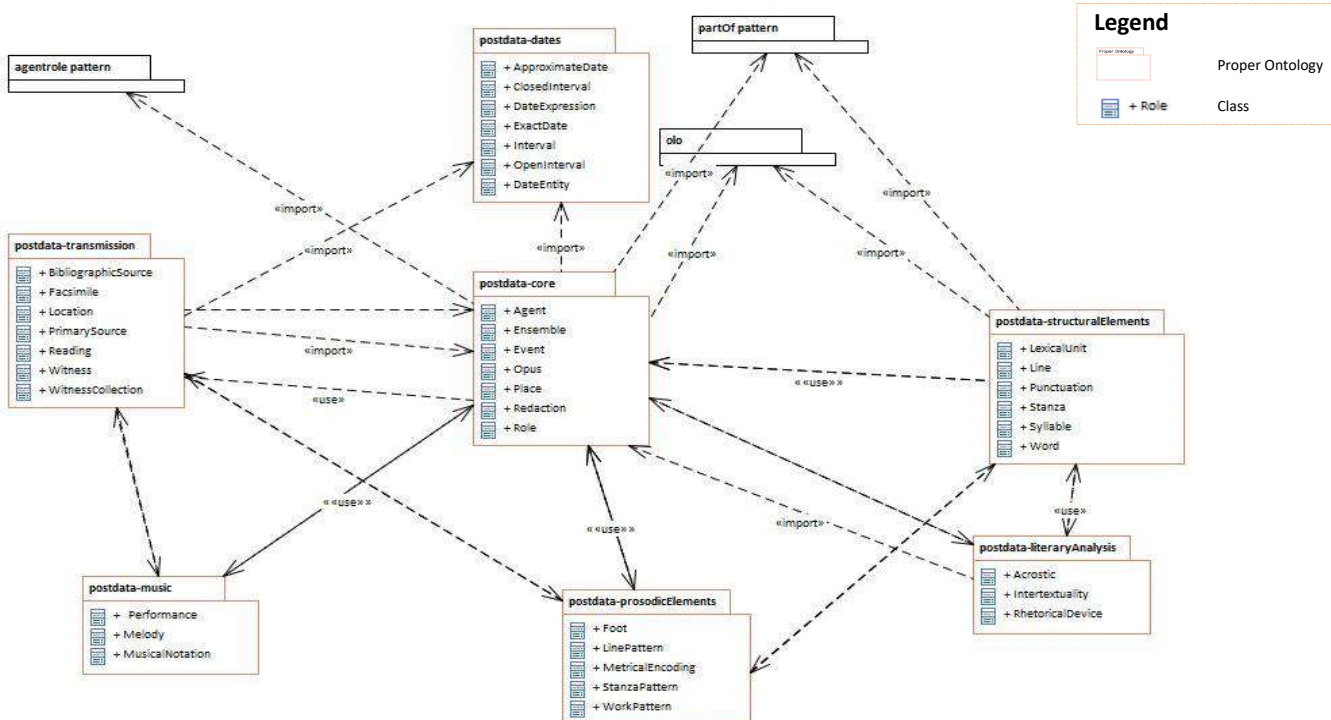 partOf pattern
Legend
Proper Ontology
Proper Ontology
+ Role
Class
agentrole pattern
postdata-dates
+ ApproximateDate
+ ClosedInterval
+ DateExpression
+ ExactDate
+ Interval
+ OpenInterval
+ DateEntity
olo
«import»
«import»
«import»
«import»
«import»
«import»
postdata-transmission
+ BibliographicSource
+ Facsimile
+ Location
+ PrimarySource
+ Reading
+ Witness
+ WitnessCollection
«import»
«use»
postdata-core
+ Agent
+ Ensemble
+ Event
+ Opus
+ Place
+ Redaction
+ Role
postdata-structuralElements
+ LexicalUnit
+ Line
+ Punctuation
+ Stanza
+ Syllable
+ Word
« «use» »
« «use» »
« «use» »
«import»
«use»
postdata-literaryAnalysis
+ Acrostic
+ Intertextuality
+ RhetoricalDevice
postdata-music
+ Performance
+ Melody
+ MusicalNotation
postdata-prosodicElements
+ Foot
+ LinePattern
+ MetricalEncoding
+ StanzaPattern
+ WorkPattern